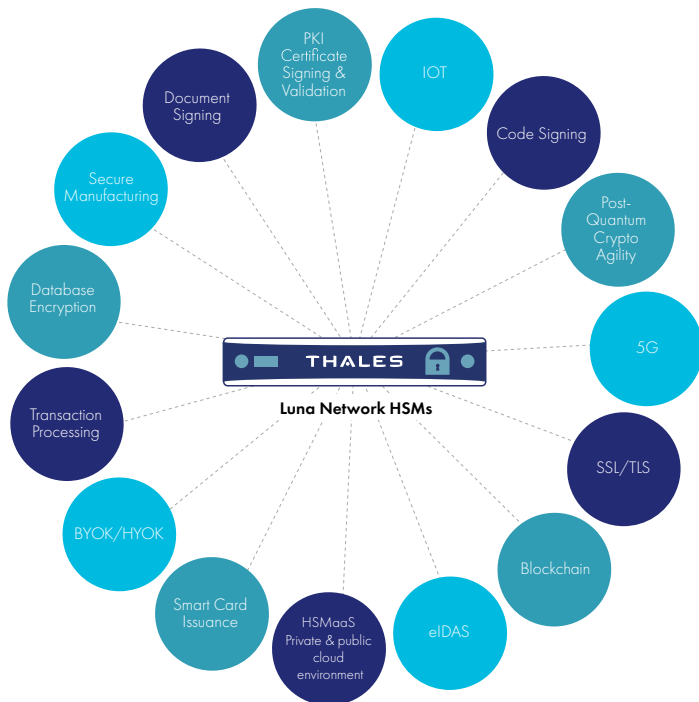 PKI
Certificate
Signing &
Validation
IOT
Code Signing
Post-
Quantum
Crypto
Agility
5G
SSL/TLS
Blockchain
eIDAS
HSMaaS
Private & public
cloud
environment
Smart Card
Issuance
BYOK/HYOK
Transaction
Processing
Database
Encryption
Secure
Manufacturing
Document
Signing
THALES
Luna Network HSMs